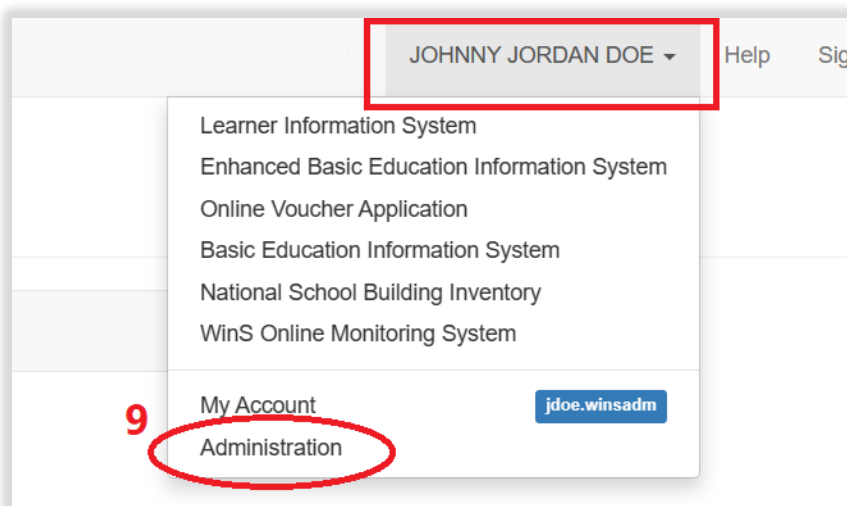 JOHNNY JORDAN DOE Help
Learner Information System
Enhanced Basic Education Information System
Online Voucher Application
Basic Education Information System
National School Building Inventory
WinS Online Monitoring System
9 My Account jdoe.winsadm
Administration